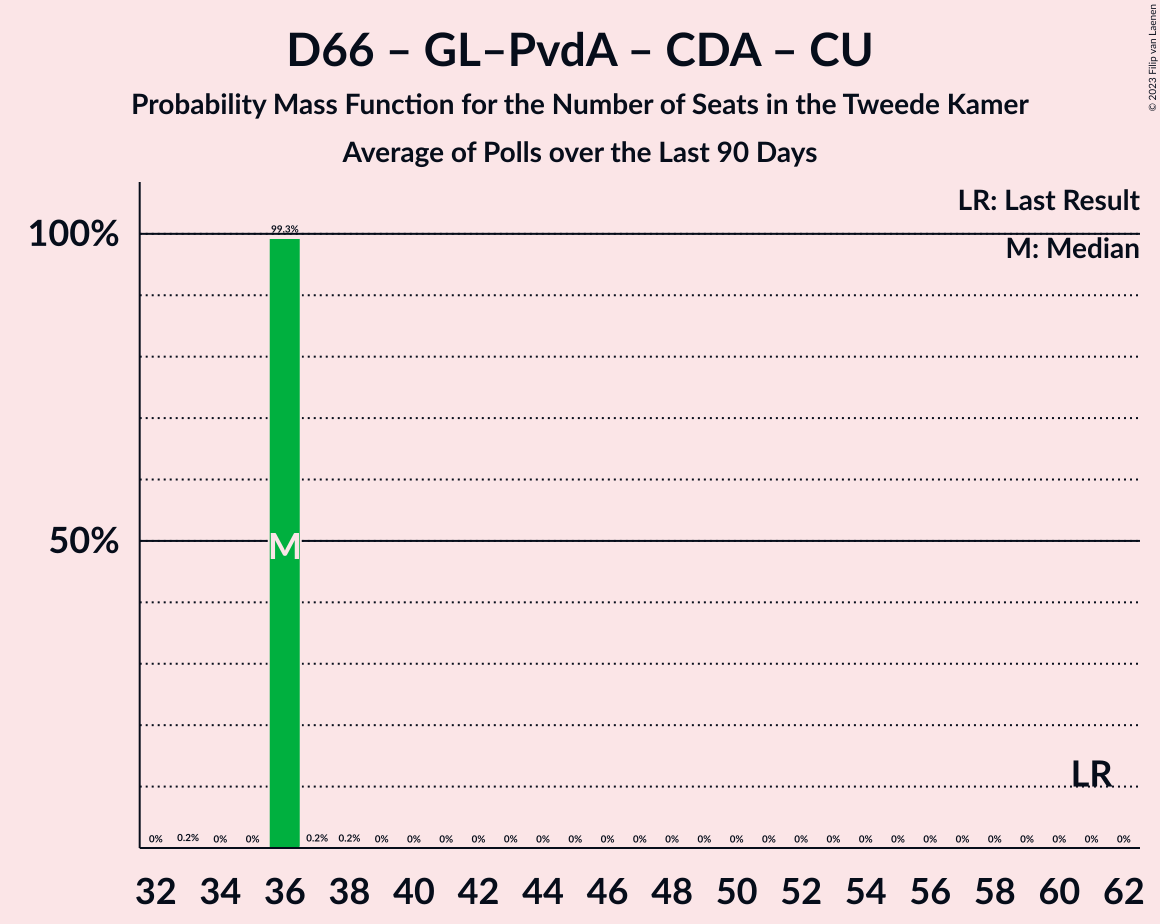 D66 – GL–PvdA – CDA – CU
Probability Mass Function for the Number of Seats in the Tweede Kamer
Average of Polls over the Last 90 Days
© 2023 Filip van Laenen
LR: Last Result
M: Median
100%
50%
99.3%
M
LR
0% 0.2% 0% 0% 0.2% 0.2% 0% 0% 0% 0% 0% 0% 0% 0% 0% 0% 0% 0% 0% 0% 0% 0% 0% 0% 0% 0% 0% 0% 0% 0%
32 34 36 38 40 42 44 46 48 50 52 54 56 58 60 62